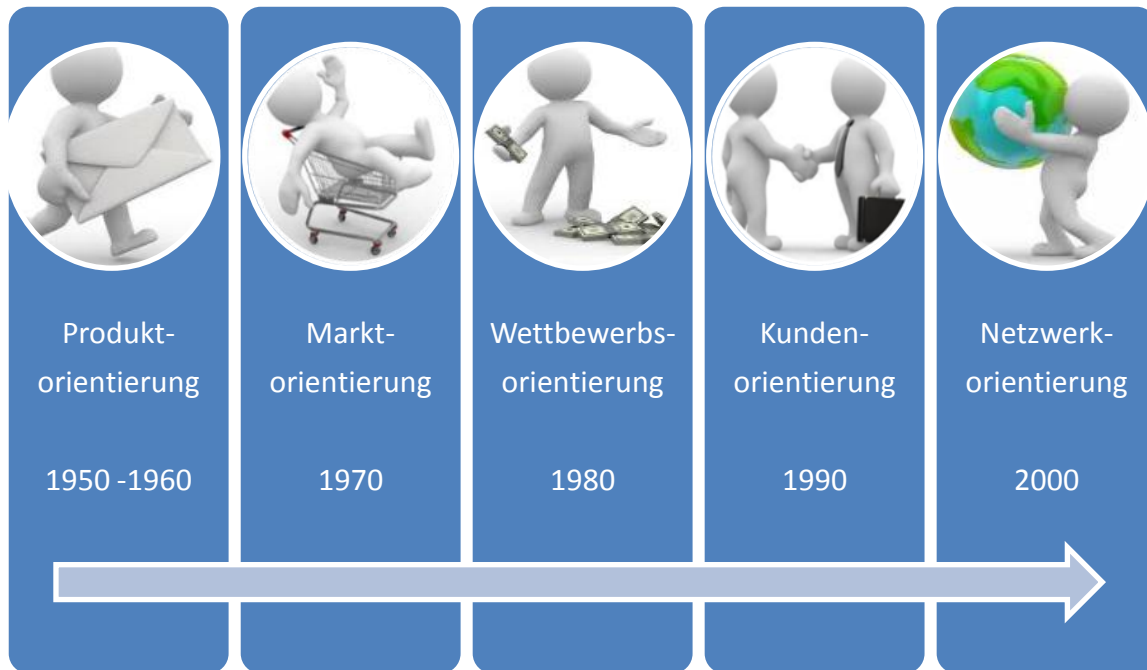 Produkt-
orientierung
1950 -1960
Markt-
orientierung
1970
Wettbewerbs-
orientierung
1980
Kunden-
orientierung
1990
Netzwerk-
orientierung
2000